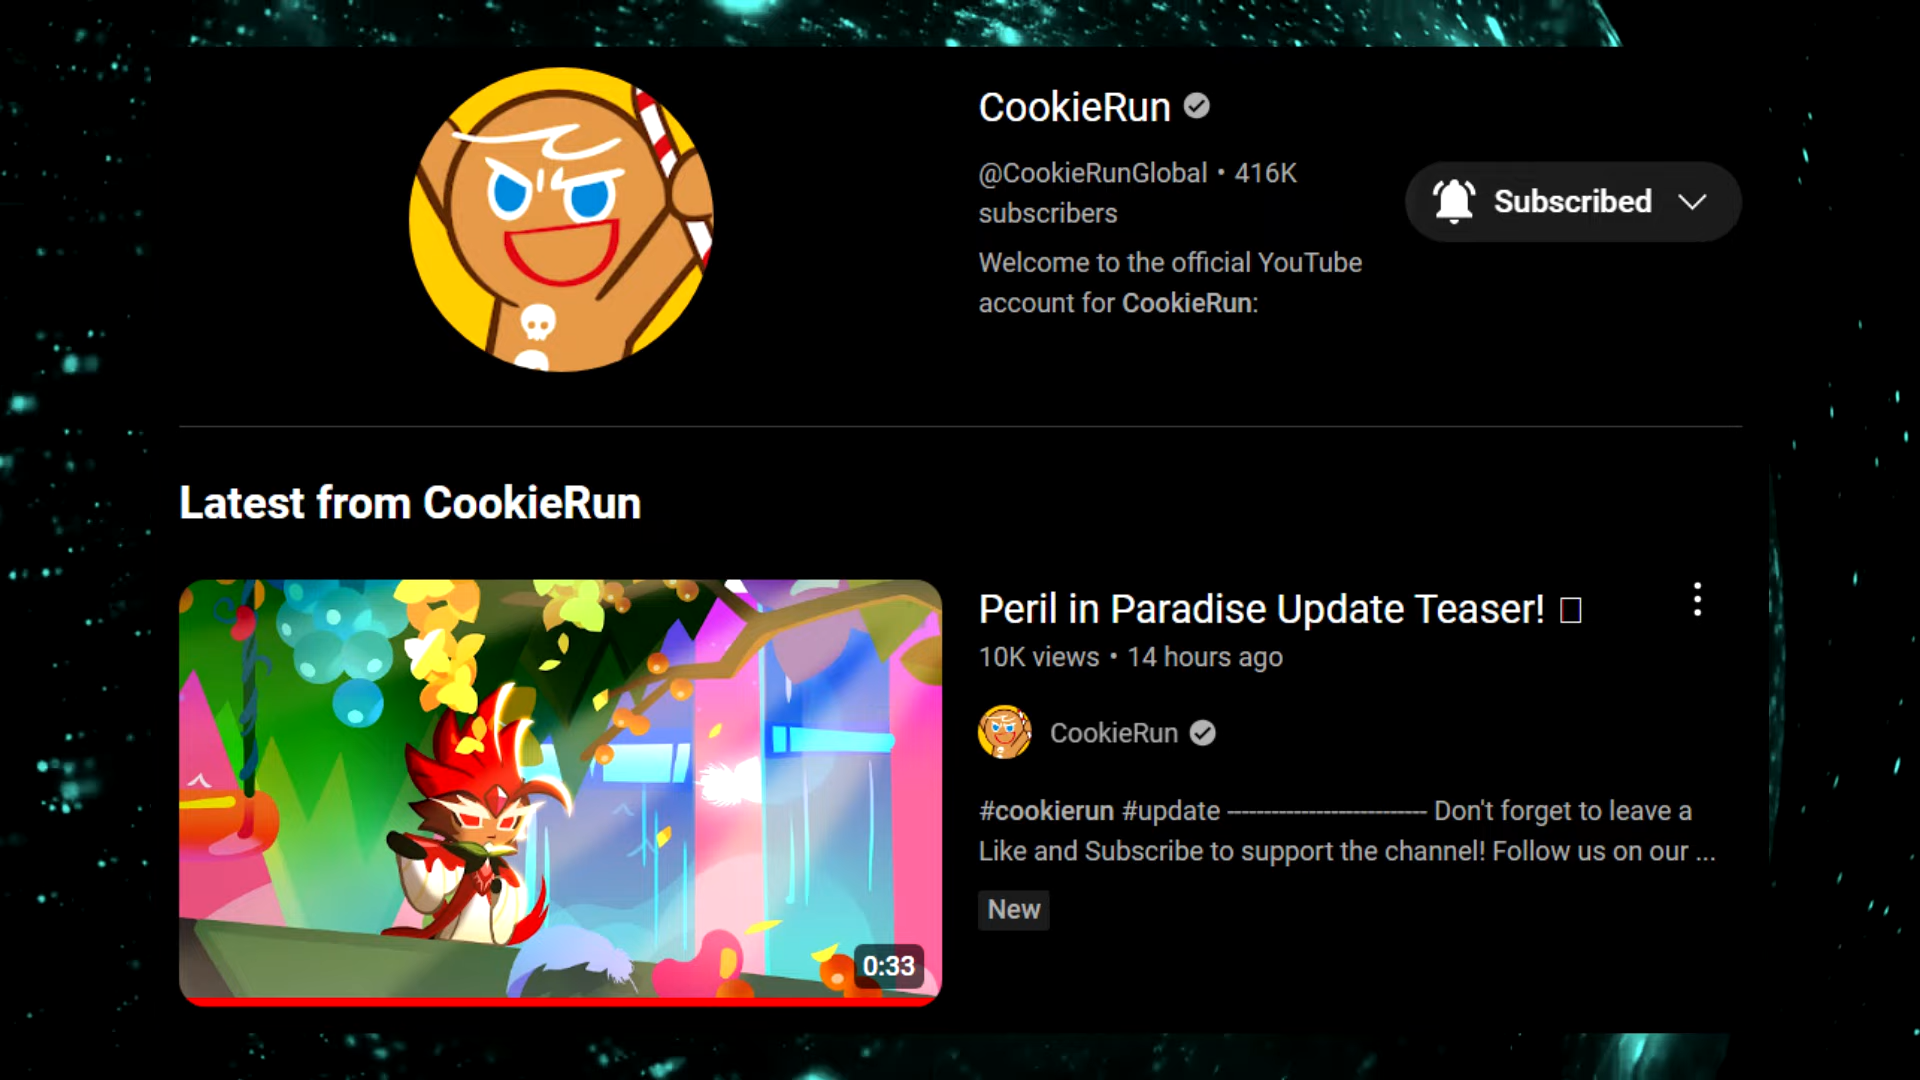 CookieRun
@CookieRunGlobal • 416K
subscribers
Welcome to the official YouTube
account for CookieRun:
Subscribed
Latest from CookieRun
0:33
Peril in Paradise Update Teaser!
10K views • 14 hours ago
CookieRun
#cookierun #update --------------------------- Don't forget to leave a
Like and Subscribe to support the channel! Follow us on our ...
New